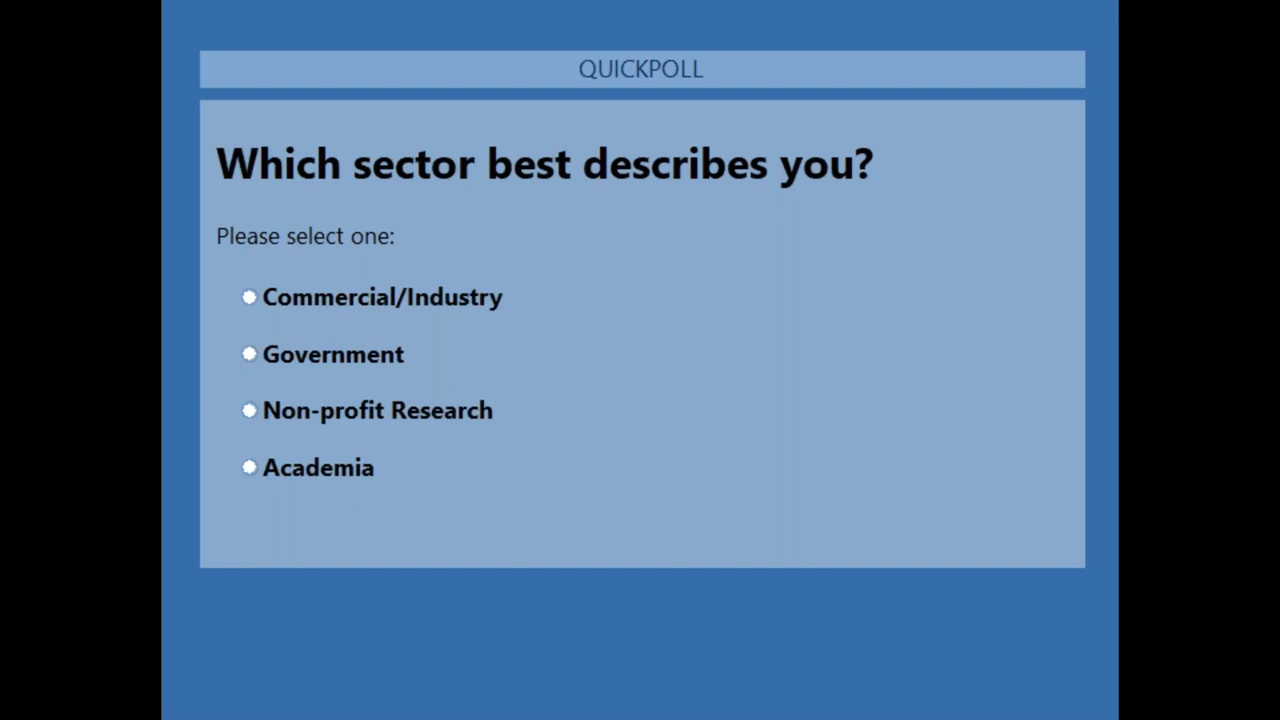 QUICKPOLL
Which sector best describes you?
Please select one:
Commercial/Industry
Government
Non-profit Research
Academia